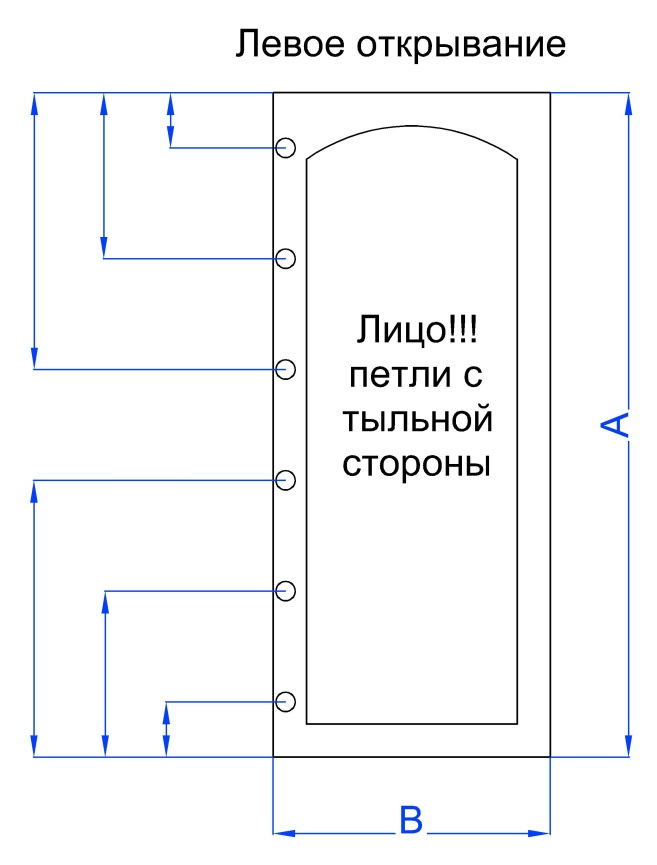 Левое открывание
Лицо!!!
петли с
тыльной
стороны
A
B